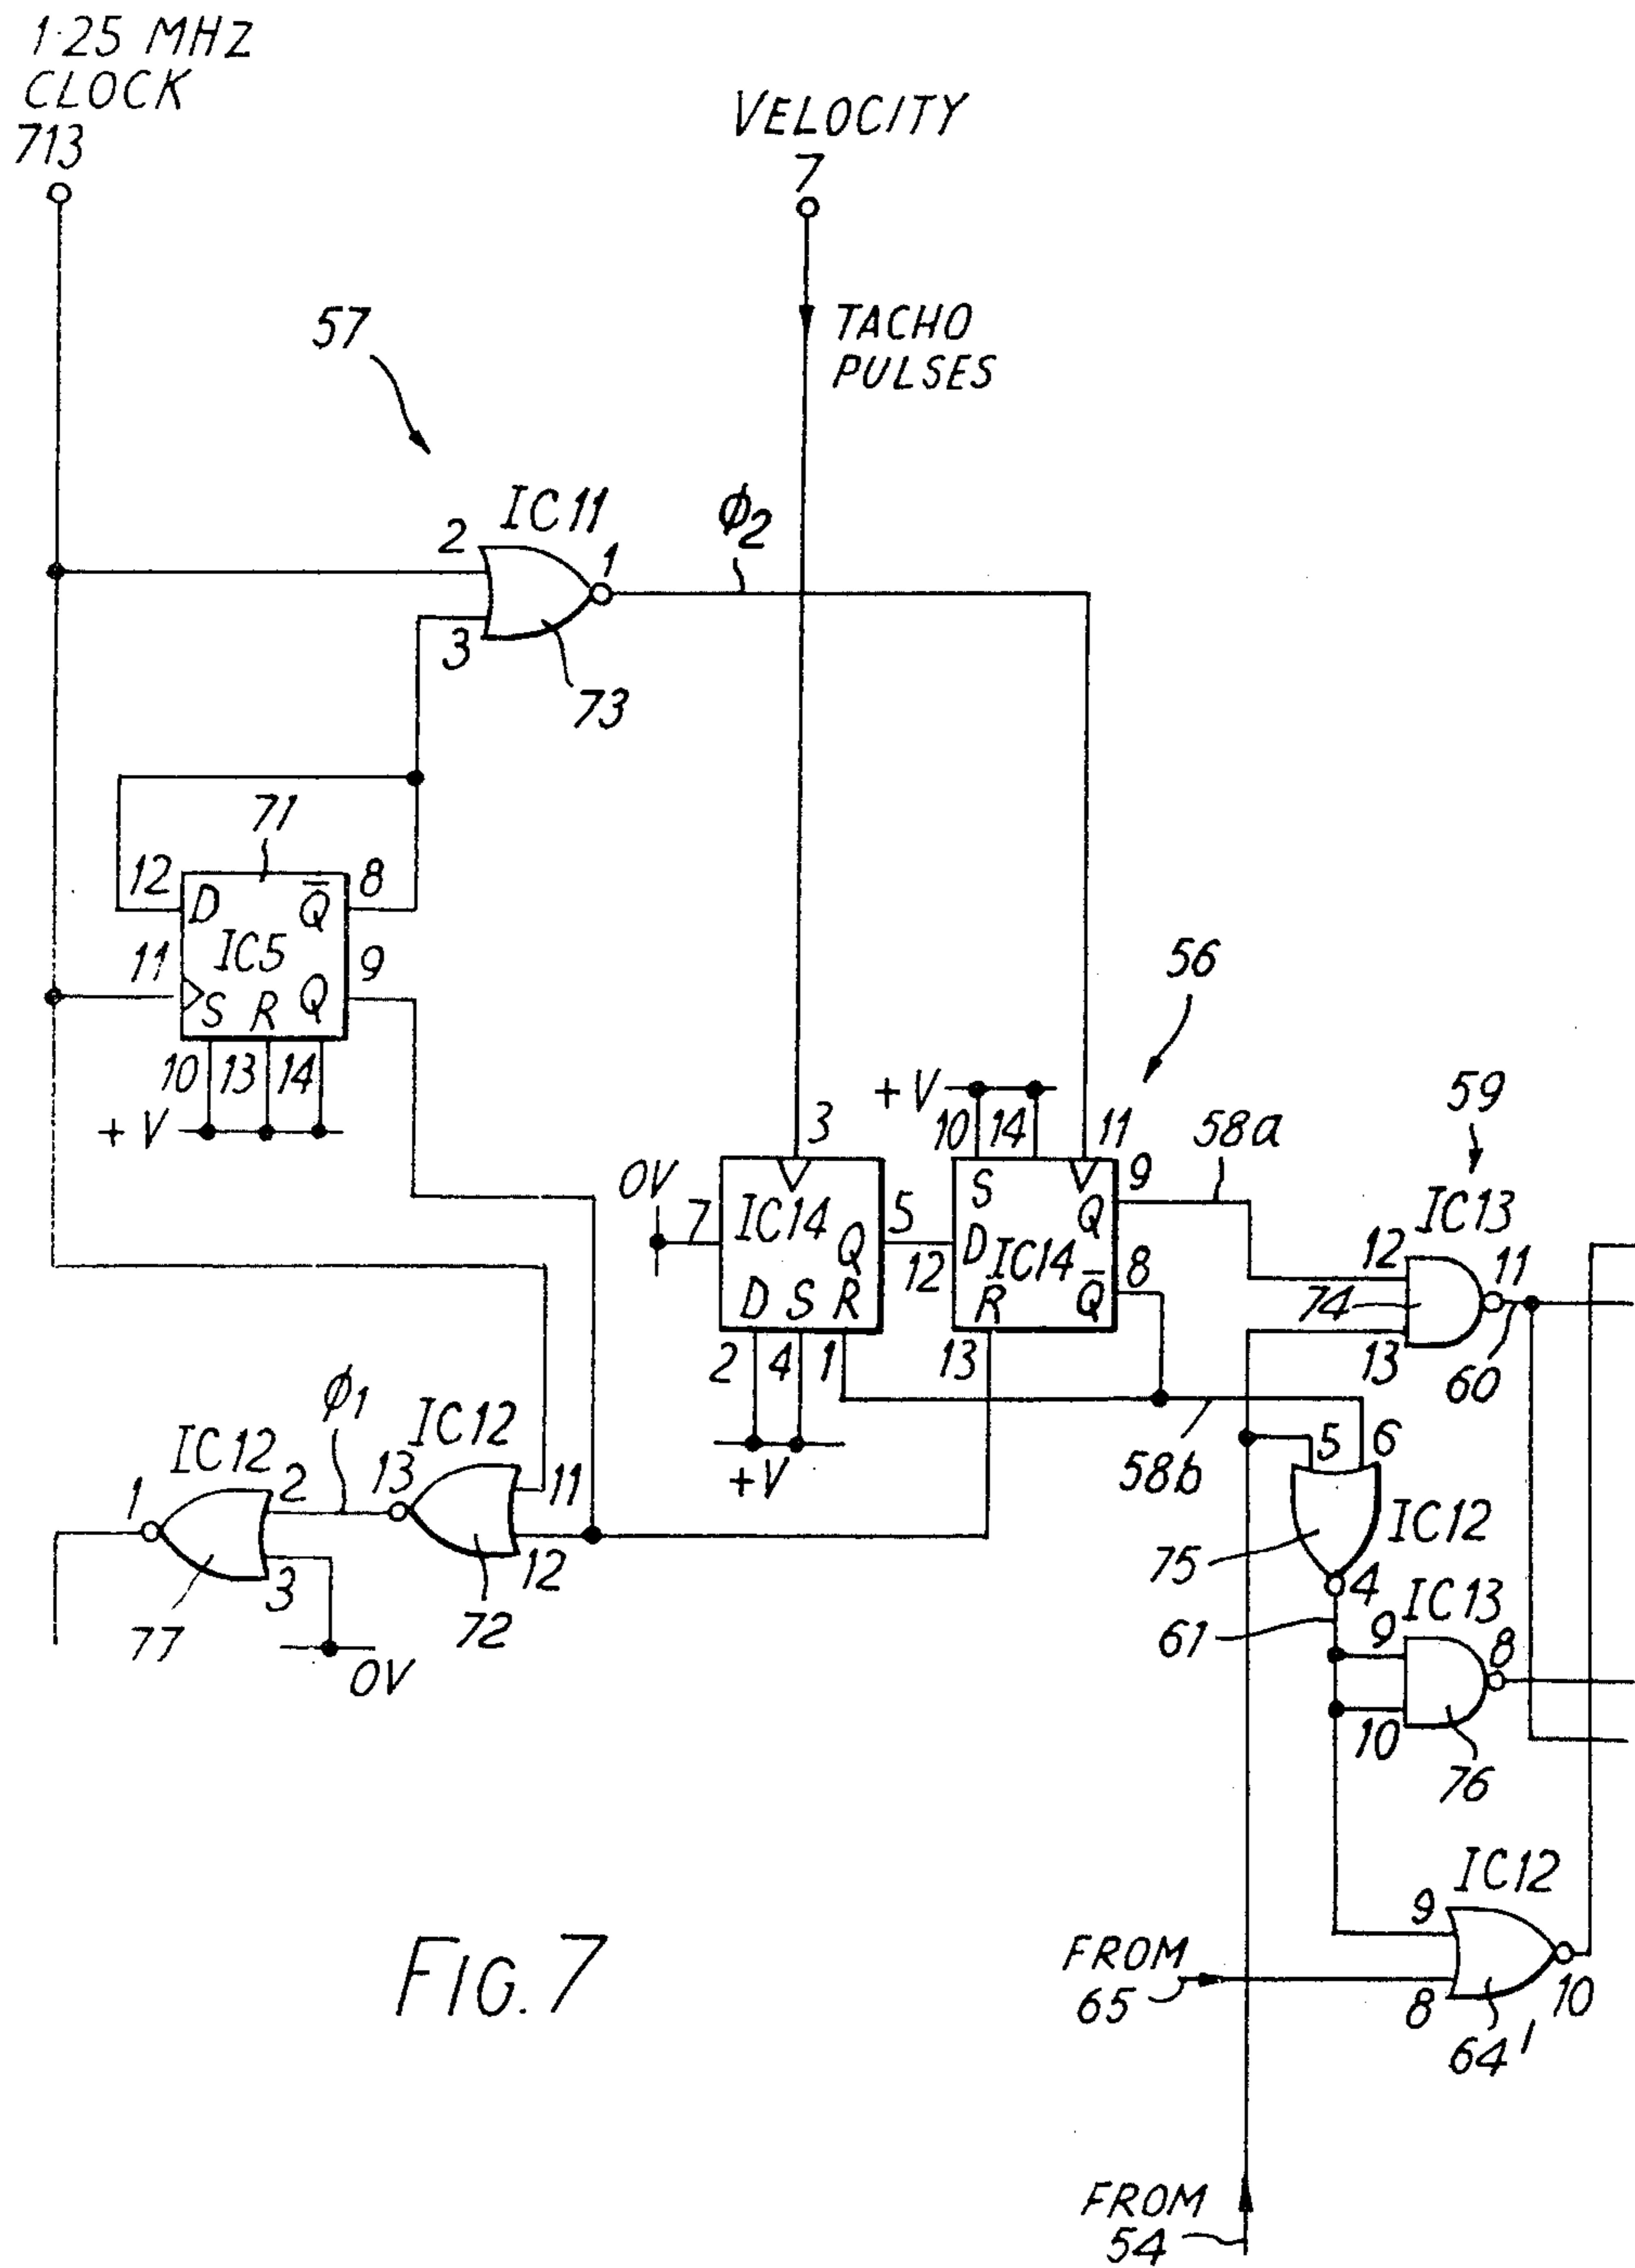 1·25 MHZ
CLOCK
713
VELOCITY
7
TACHO
PULSES
57
IC11
2
1
3
73
ϕ2
71
12
8
D
Q̄
IC5
11
9
S
R
Q
10
13
14
+V
56
3
+V
10
14
11
58a
59
0V
7
IC14
Q
5
D
S
R
12
S
D
IC14
R
Q
Q̄
9
8
IC13
12
11
74
13
60
2
4
1
+V
13
58b
5
6
75
IC12
4
61
IC13
9
8
10
76
ϕ1
IC12
13
11
12
72
IC12
1
2
3
77
0V
IC12
9
10
8
64'
FROM
65
FROM
54
FIG. 7